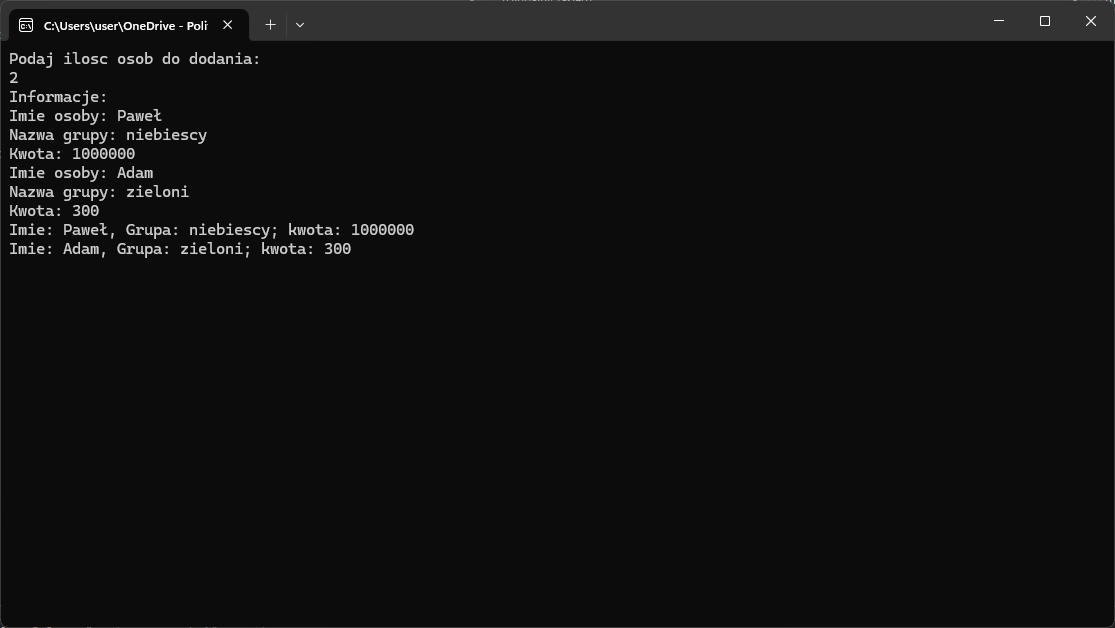 C:\Users\user\OneDrive - Poli
Podaj ilosc osob do dodania:
2
Informacje:
Imie osoby: Paweł
Nazwa grupy: niebiescy
Kwota: 1000000
Imie osoby: Adam
Nazwa grupy: zieloni
Kwota: 300
Imie: Paweł, Grupa: niebiescy; kwota: 1000000
Imie: Adam, Grupa: zieloni; kwota: 300